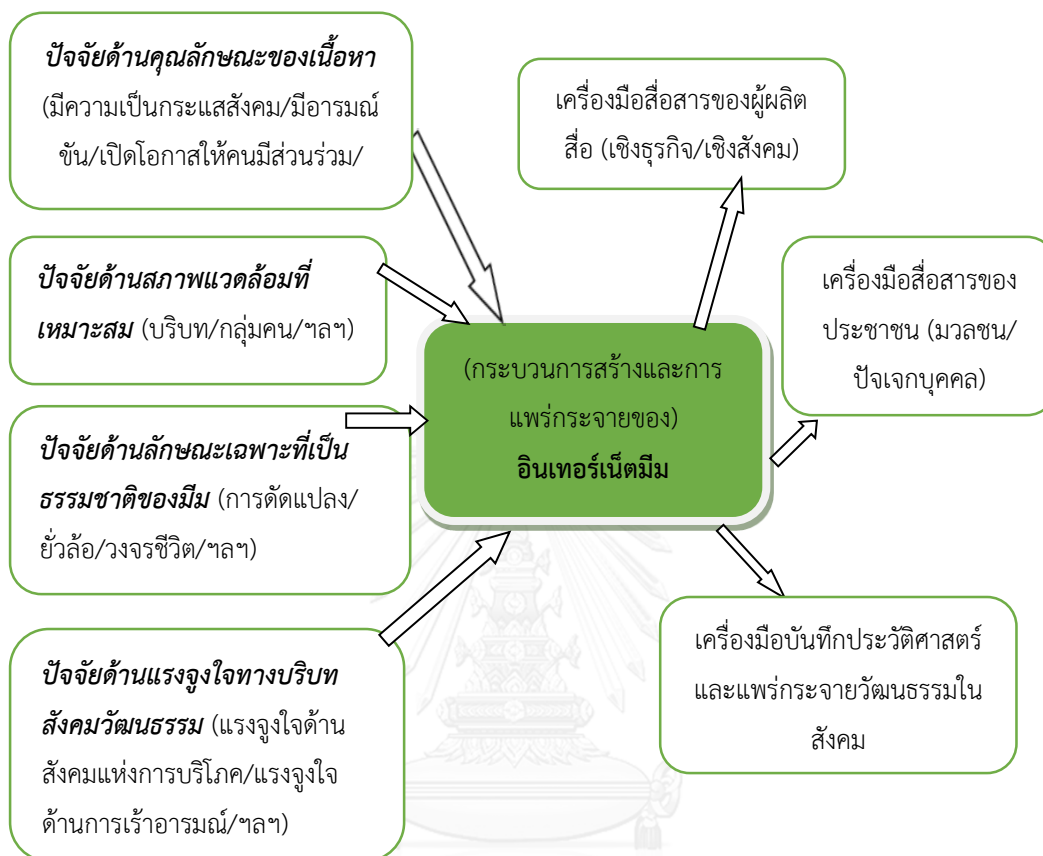 ปัจจัยด้านคุณลักษณะของเนื้อหา
(มีความเป็นกระแสสังคม/มีอารมณ์
ขัน/เปิดโอกาสให้คนมีส่วนร่วม/
ปัจจัยด้านสภาพแวดล้อมที่
เหมาะสม (บริบท/กลุ่มคน/ฯลฯ)
ปัจจัยด้านลักษณะเฉพาะที่เป็น
ธรรมชาติของมีม (การดัดแปลง/
ยั่วล้อ/วงจรชีวิต/ฯลฯ)
ปัจจัยด้านแรงจูงใจทางบริบท
สังคมวัฒนธรรม (แรงจูงใจด้าน
สังคมแห่งการบริโภค/แรงจูงใจ
ด้านการเร้าอารมณ์/ฯลฯ)
(กระบวนการสร้างและการ
แพร่กระจายของ)
อินเทอร์เน็ตมีม
เครื่องมือสื่อสารของผู้ผลิต
สื่อ (เชิงธุรกิจ/เชิงสังคม)
เครื่องมือสื่อสารของ
ประชาชน (มวลชน/
ปัจเจกบุคคล)
เครื่องมือบันทึกประวัติศาสตร์
และแพร่กระจายวัฒนธรรมใน
สังคม